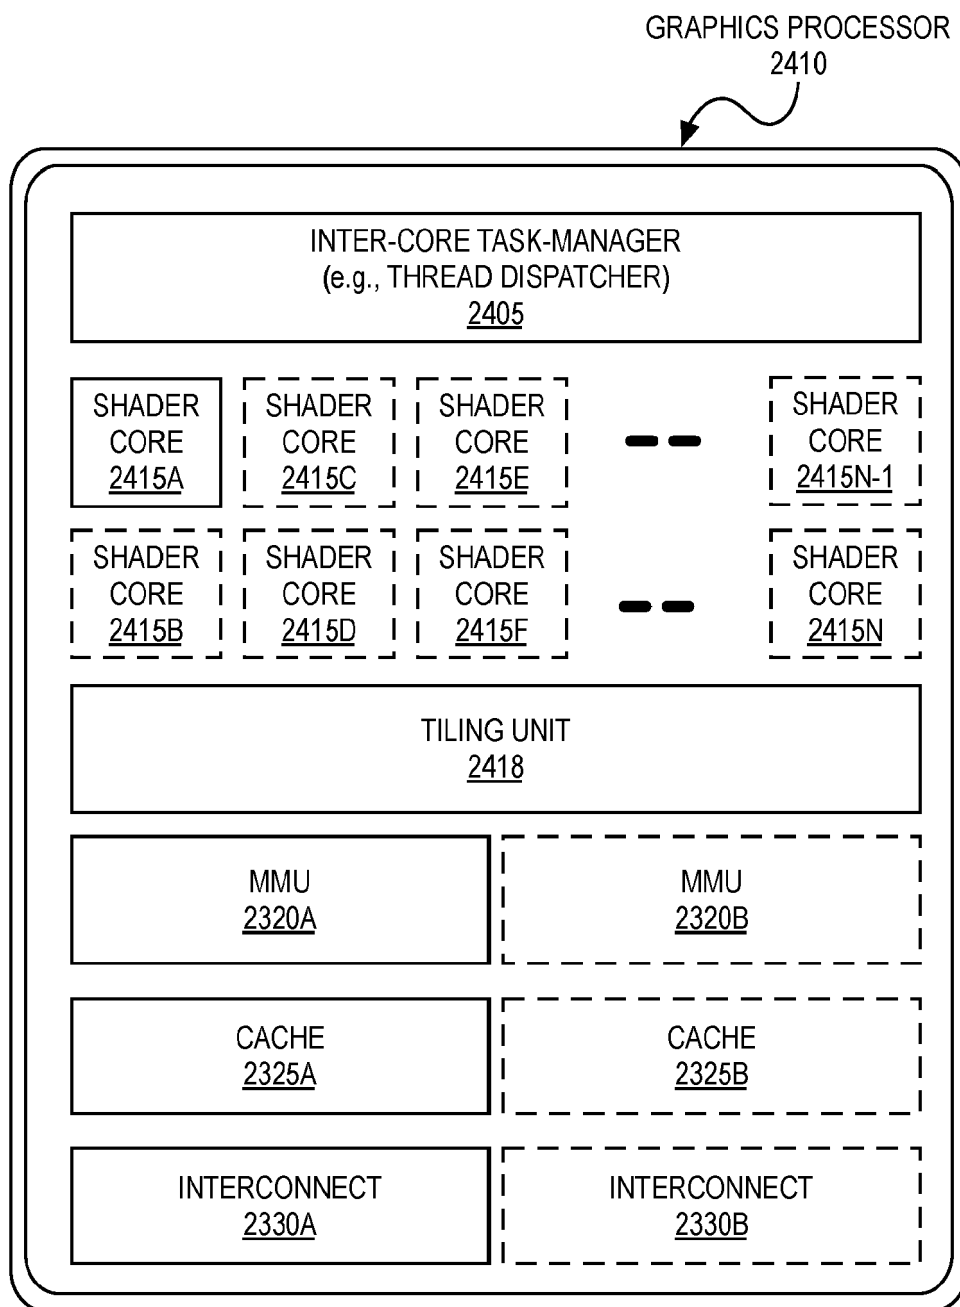 GRAPHICS PROCESSOR
2410
INTER-CORE TASK-MANAGER
(e.g., THREAD DISPATCHER)
2405
SHADER CORE 2415A
SHADER CORE 2415C
SHADER CORE 2415E
SHADER CORE 2415N-1
SHADER CORE 2415B
SHADER CORE 2415D
SHADER CORE 2415F
SHADER CORE 2415N
TILING UNIT
2418
MMU
2320A
MMU
2320B
CACHE
2325A
CACHE
2325B
INTERCONNECT
2330A
INTERCONNECT
2330B